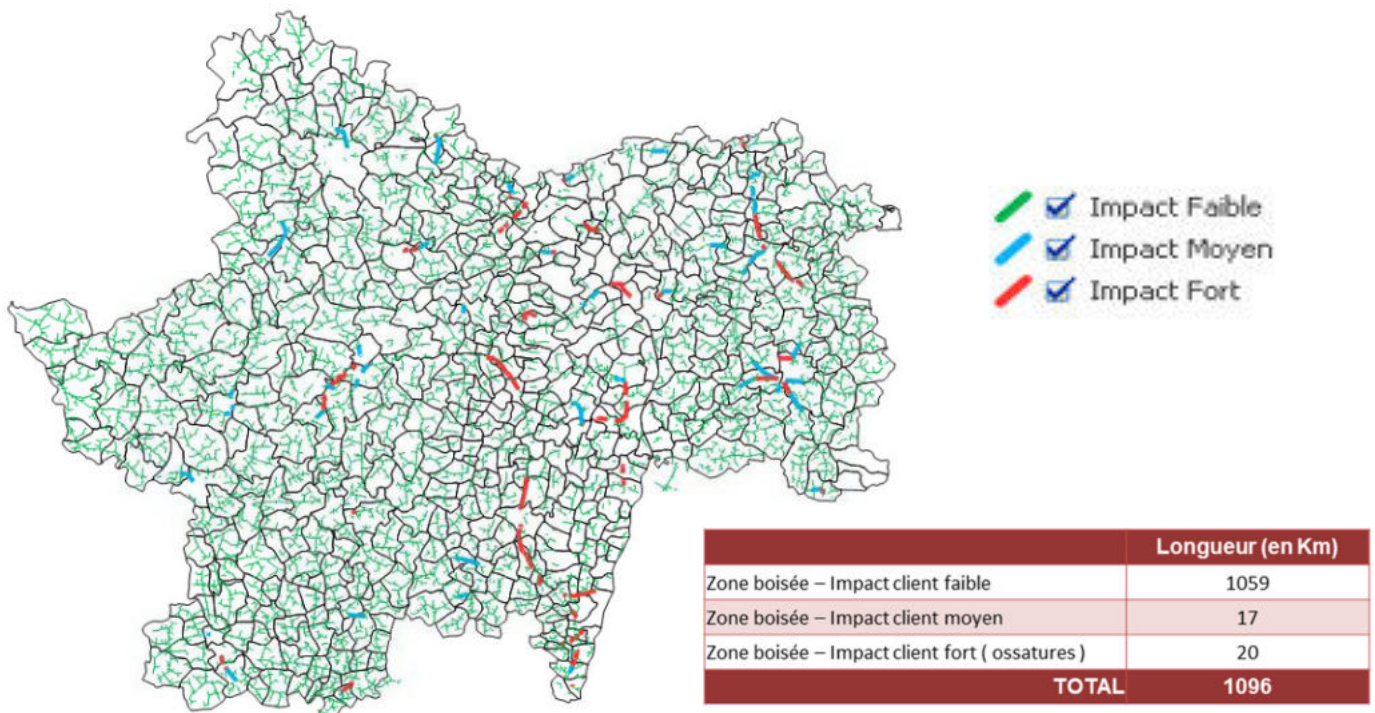 Impact Faible
Impact Moyen
Impact Fort
Longueur (en Km)
Zone boisée – Impact client faible 1059
Zone boisée – Impact client moyen 17
Zone boisée – Impact client fort ( ossatures ) 20
TOTAL 1096